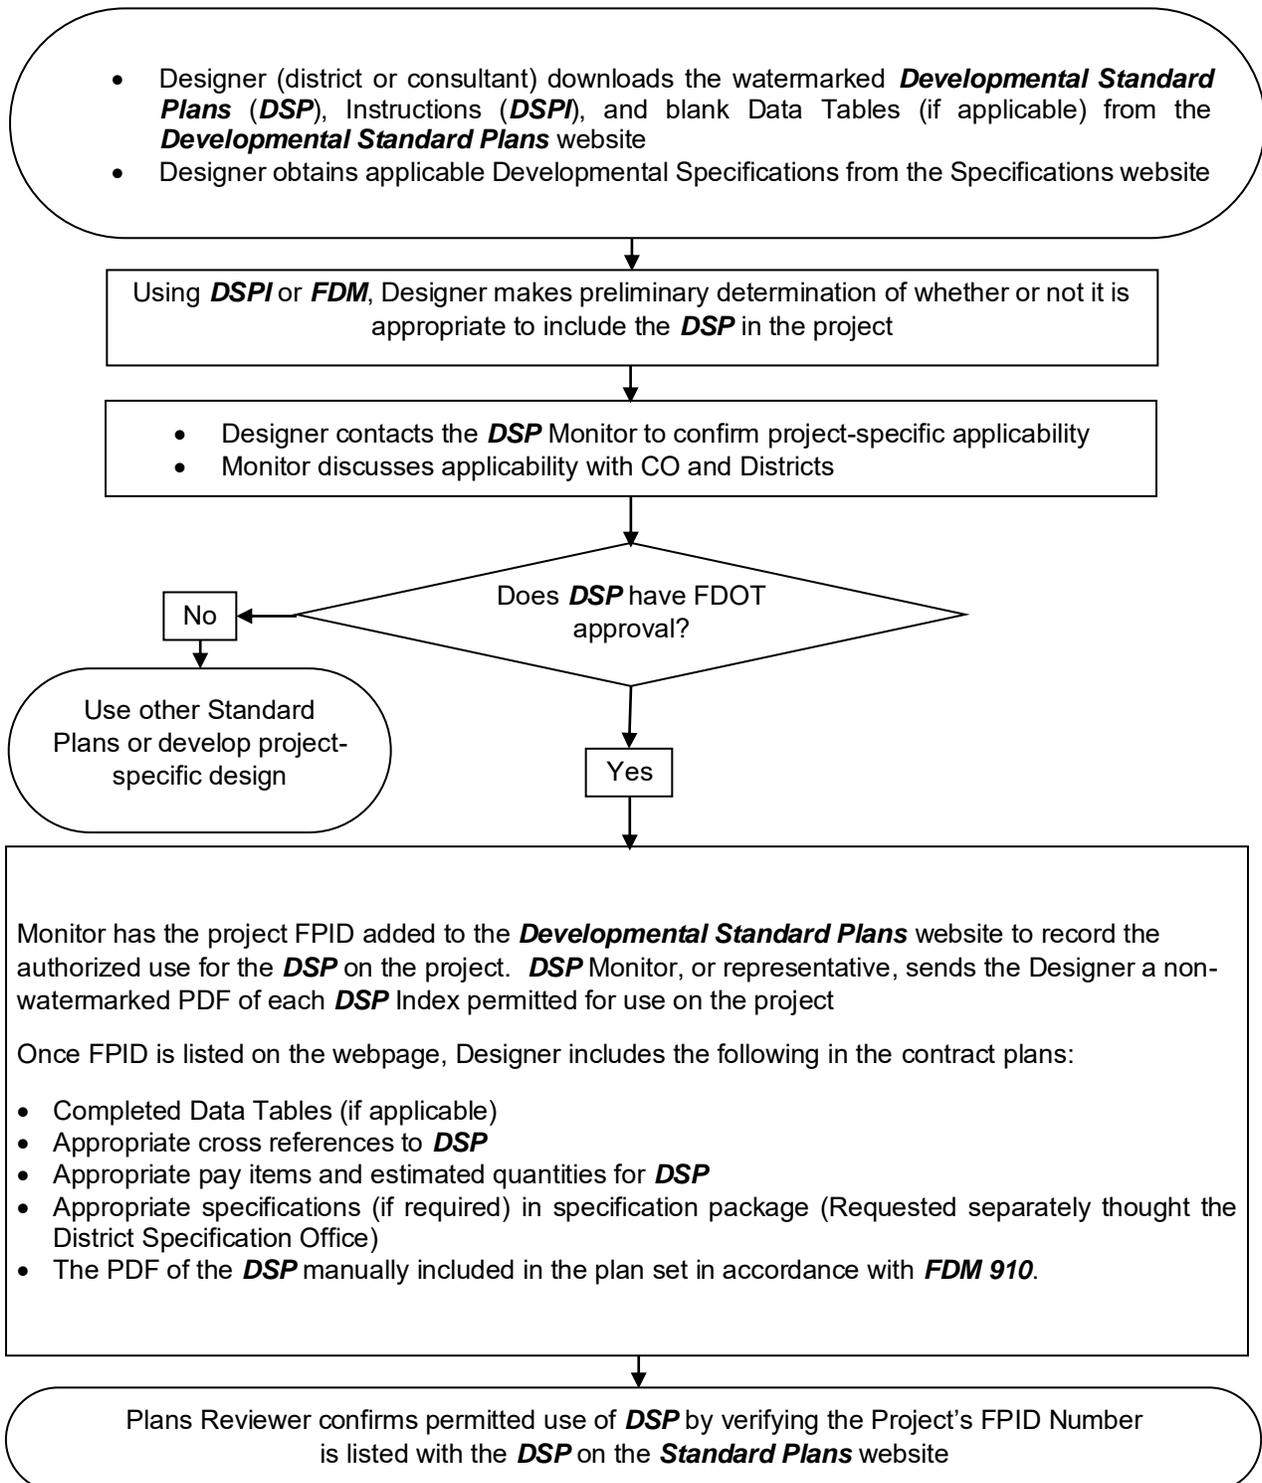 • Designer (district or consultant) downloads the watermarked Developmental Standard
Plans (DSP), Instructions (DSPI), and blank Data Tables (if applicable) from the
Developmental Standard Plans website
• Designer obtains applicable Developmental Specifications from the Specifications website
Using DSPI or FDM, Designer makes preliminary determination of whether or not it is
appropriate to include the DSP in the project
• Designer contacts the DSP Monitor to confirm project-specific applicability
• Monitor discusses applicability with CO and Districts
Does DSP have FDOT
approval?
No
Use other Standard
Plans or develop project-
specific design
Yes
Monitor has the project FPID added to the Developmental Standard Plans website to record the
authorized use for the DSP on the project. DSP Monitor, or representative, sends the Designer a non-
watermarked PDF of each DSP Index permitted for use on the project
Once FPID is listed on the webpage, Designer includes the following in the contract plans:
• Completed Data Tables (if applicable)
• Appropriate cross references to DSP
• Appropriate pay items and estimated quantities for DSP
• Appropriate specifications (if required) in specification package (Requested separately thought the
District Specification Office)
• The PDF of the DSP manually included in the plan set in accordance with FDM 910.
Plans Reviewer confirms permitted use of DSP by verifying the Project's FPID Number
is listed with the DSP on the Standard Plans website